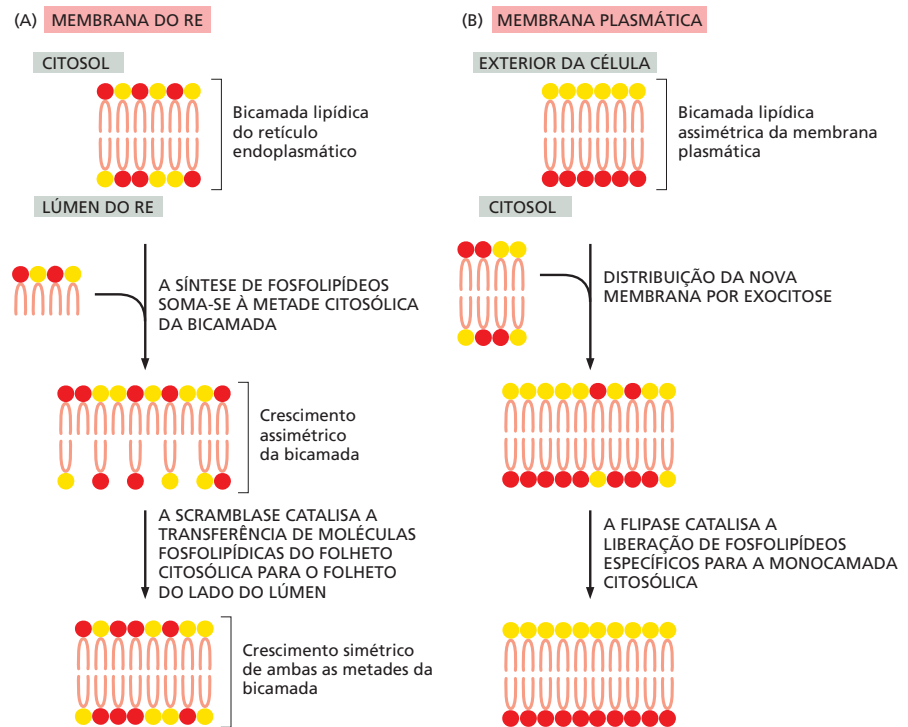 (A) MEMBRANA DO RE
CITOSOL
Bicamada lipídica
do retículo
endoplasmático
LÚMEN DO RE
A SÍNTESE DE FOSFOLIPÍDEOS
SOMA-SE À METADE CITOSÓLICA
DA BICAMADA
Crescimento
assimétrico
da bicamada
A SCRAMBLASE CATALISA A
TRANSFERÊNCIA DE MOLÉCULAS
FOSFOLIPÍDICAS DO FOLHETO
CITOSÓLICA PARA O FOLHETO
DO LADO DO LÚMEN
Crescimento simétrico
de ambas as metades da
bicamada
(B) MEMBRANA PLASMÁTICA
EXTERIOR DA CÉLULA
Bicamada lipídica
assimétrica da membrana
plasmática
CITOSOL
DISTRIBUIÇÃO DA NOVA
MEMBRANA POR EXOCITOSE
A FLIPASE CATALISA A
LIBERAÇÃO DE FOSFOLIPÍDEOS
ESPECÍFICOS PARA A MONOCAMADA
CITOSÓLICA